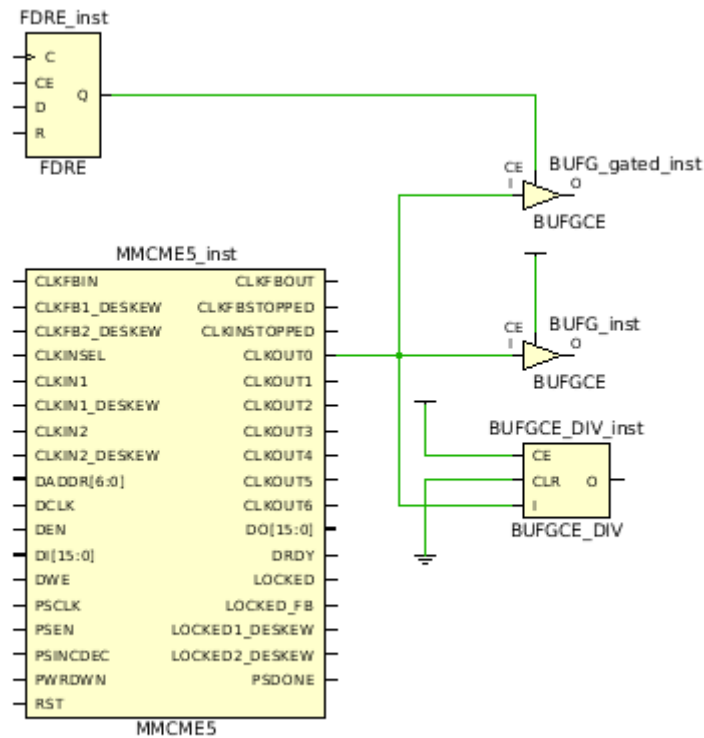 FDRE_inst
C
CE
Q
D
R
FDRE
CE
BUFG_gated_inst
I
O
BUFGCE
MMCME5_inst
CLKFBIN
CLKFBOUT
CLKFB1_DESKEW
CLKFBSTOPPED
CLKFB2_DESKEW
CLKINSTOPPED
CLKINSEL
CLKOUT0
CLKIN1
CLKOUT1
CLKIN1_DESKEW
CLKOUT2
CLKIN2
CLKOUT3
CLKIN2_DESKEW
CLKOUT4
DADDR[6:0]
CLKOUT5
DCLK
CLKOUT6
DEN
DO[15:0]
DI[15:0]
DRDY
DWE
LOCKED
PSCLK
LOCKED_FB
PSEN
LOCKED1_DESKEW
PSINCDEC
LOCKED2_DESKEW
PWRDWN
PSDONE
RST
MMCME5
CE
BUFG_inst
I
O
BUFGCE
BUFGCE_DIV_inst
CE
CLR
O
I
BUFGCE_DIV